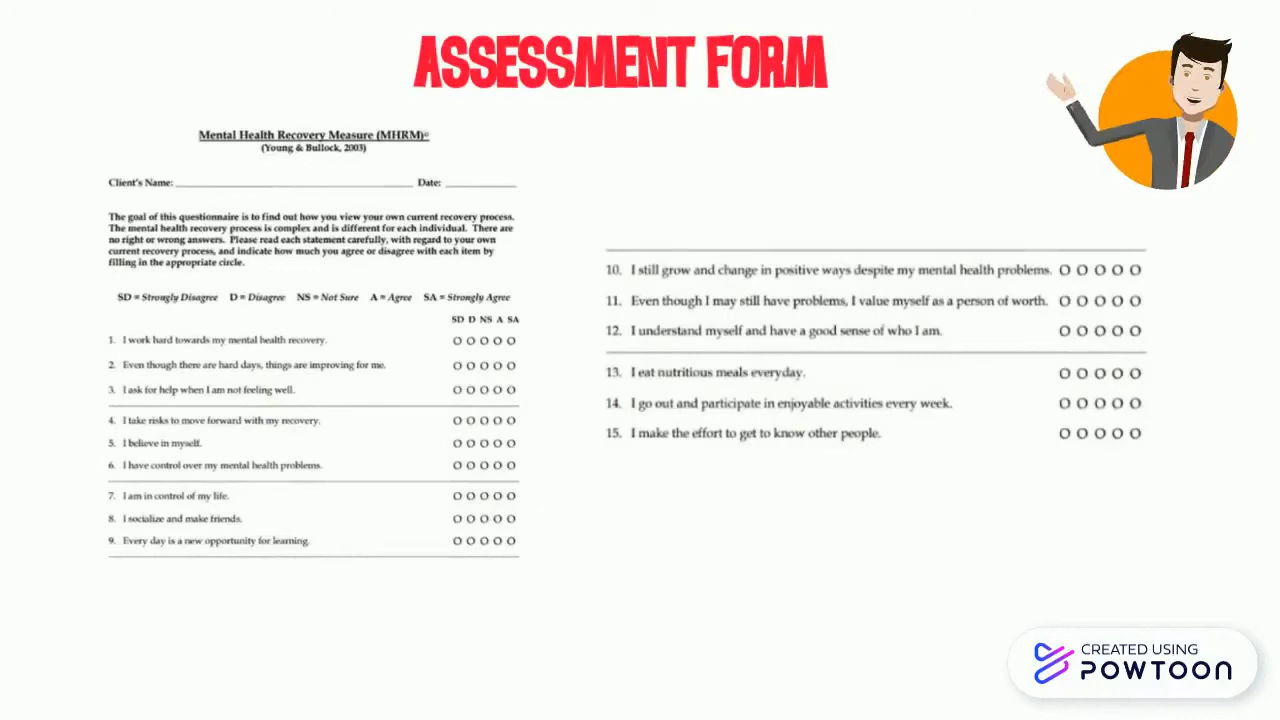 ASSESSMENT FORM
Mental Health Recovery Measure (MHRM)©
(Young & Bullock, 2003)
Client's Name: ____________ Date: ____________
The goal of this questionnaire is to find out how you view your own current recovery process.
The mental health recovery process is complex and is different for each individual. There are
no right or wrong answers. Please read each statement carefully, with regard to your own
current recovery process, and indicate how much you agree or disagree with each item by
filling in the appropriate circle.
SD = Strongly Disagree D = Disagree NS = Not Sure A = Agree SA = Strongly Agree
SD D NS A SA
1. I work hard towards my mental health recovery. O O O O O
2. Even though there are hard days, things are improving for me. O O O O O
3. I ask for help when I am not feeling well. O O O O O
4. I take risks to move forward with my recovery. O O O O O
5. I believe in myself. O O O O O
6. I have control over my mental health problems. O O O O O
7. I am in control of my life. O O O O O
8. I socialize and make friends. O O O O O
9. Every day is a new opportunity for learning. O O O O O
10. I still grow and change in positive ways despite my mental health problems. O O O O O
11. Even though I may still have problems, I value myself as a person of worth. O O O O O
12. I understand myself and have a good sense of who I am. O O O O O
13. I eat nutritious meals everyday. O O O O O
14. I go out and participate in enjoyable activities every week. O O O O O
15. I make the effort to get to know other people. O O O O O
CREATED USING
POWTOON